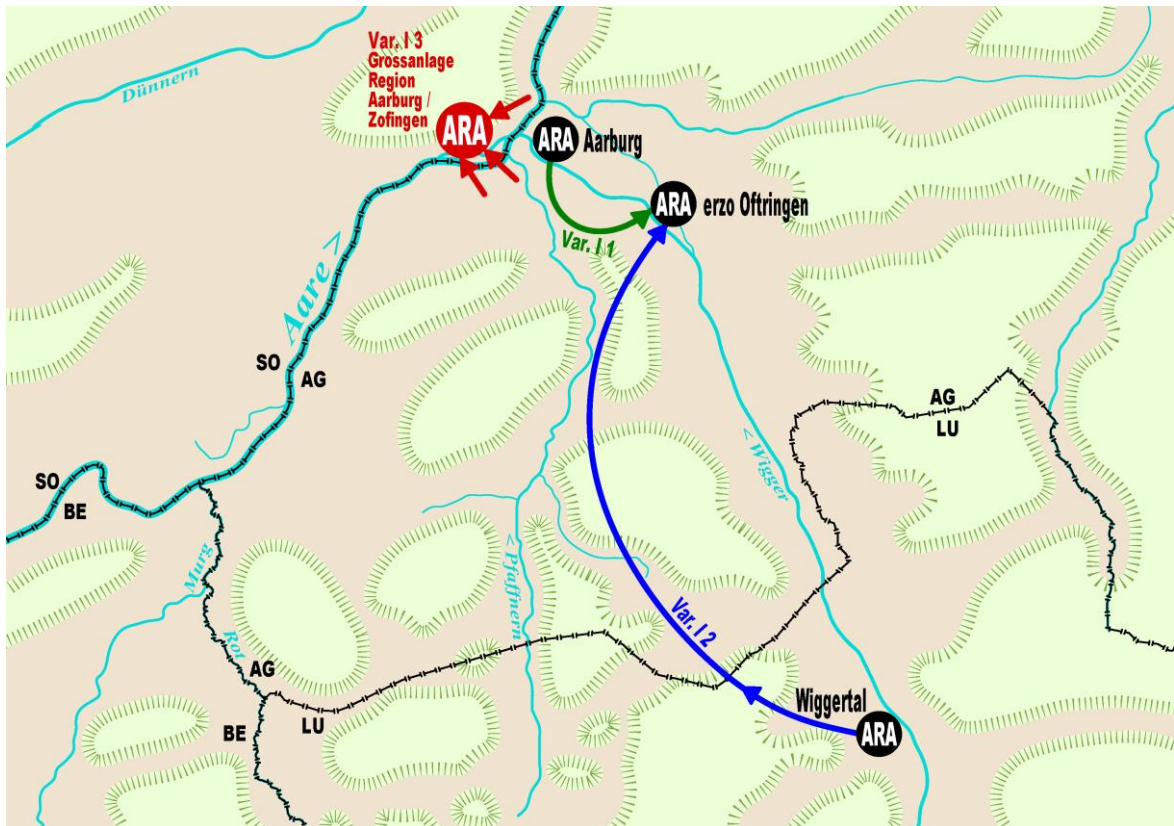 Var. I 3
Grossanlage
Region
Aarburg /
Zofingen
ARA
Dünnern
ARA Aarburg
ARA erzo Oftringen
Var. I 1
Aare >
SO
AG
AG
LU
< Wigger
SO
BE
Murg
< Pfaffnern
Rot
Var. I 2
AG
BE
LU
Wiggertal
ARA